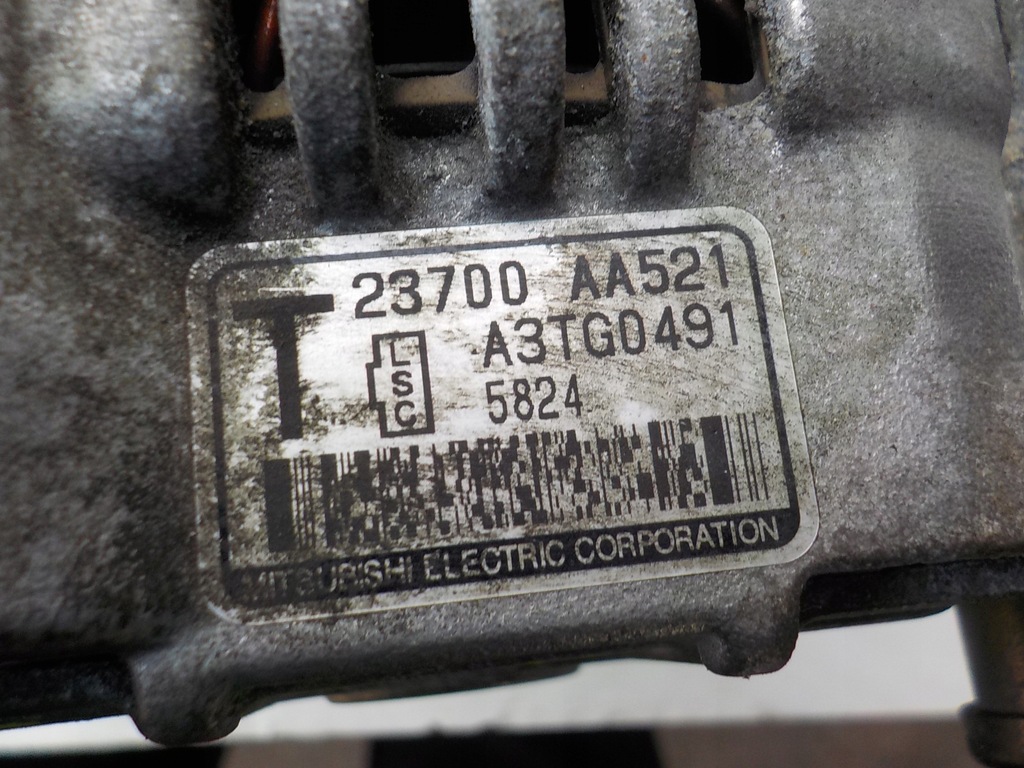 T
23700 AA521
A3TG0491
L
S
C
5824
MITSUBISHI ELECTRIC CORPORATION